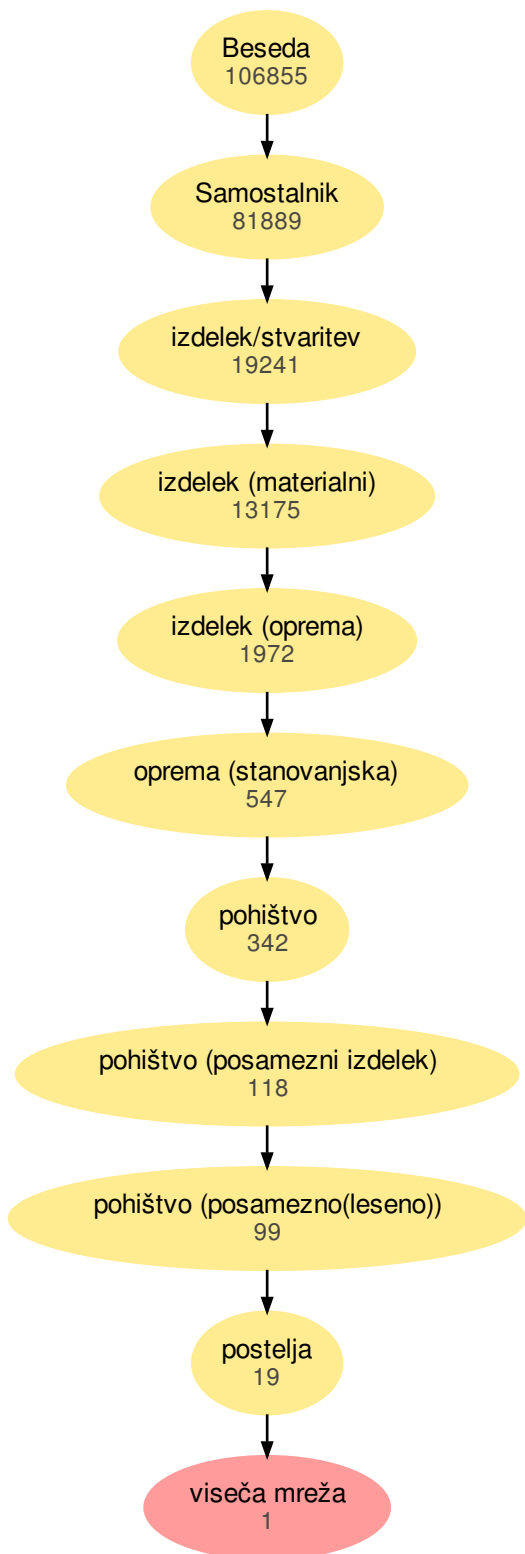 Beseda
106855
Samostalnik
81889
izdelek/stvaritev
19241
izdelek (materialni)
13175
izdelek (oprema)
1972
oprema (stanovanjska)
547
pohištvo
342
pohištvo (posamezni izdelek)
118
pohištvo (posamezno(leseno))
99
postelja
19
viseča mreža
1